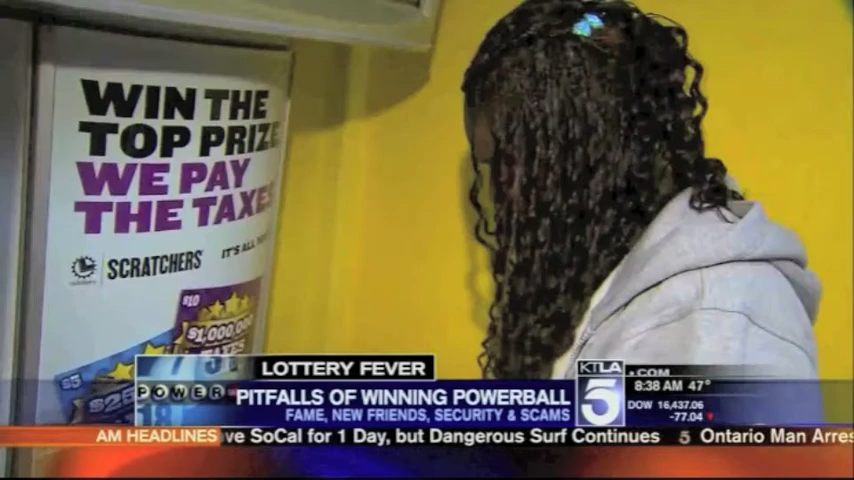 WIN THE
TOP PRIZE
WE PAY
THE TAXES
SCRATCHERS
IT'S ALL
$10
$1,000,000
TAXES
$5
LOTTERY FEVER
POWER
PITFALLS OF WINNING POWERBALL
FAME, NEW FRIENDS, SECURITY & SCAMS
KTLA
5
.COM
8:38 AM 47°
DOW 16,437.06
-77.04
AM HEADLINES
ve SoCal for 1 Day, but Dangerous Surf Continues 5 Ontario Man Arres